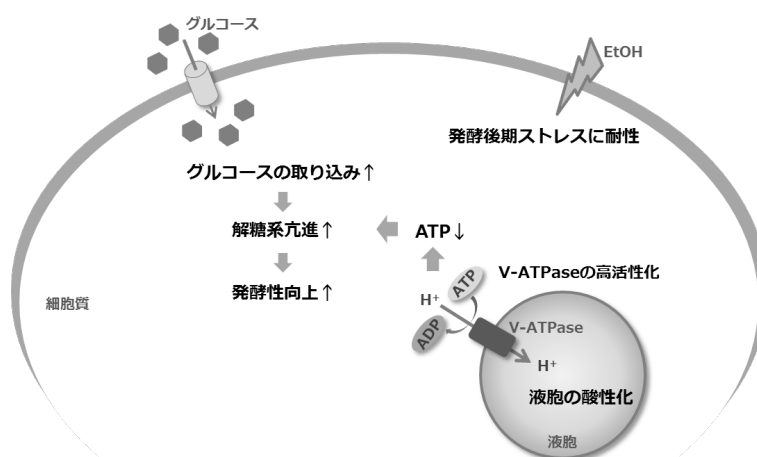 グルコース
EtOH
発酵後期ストレスに耐性
グルコースの取り込み↑
解糖系亢進↑
ATP↓
発酵性向上↑
V-ATPaseの高活性化
細胞質
H⁺
ATP
ADP
V-ATPase
H⁺
液胞の酸性化
液胞